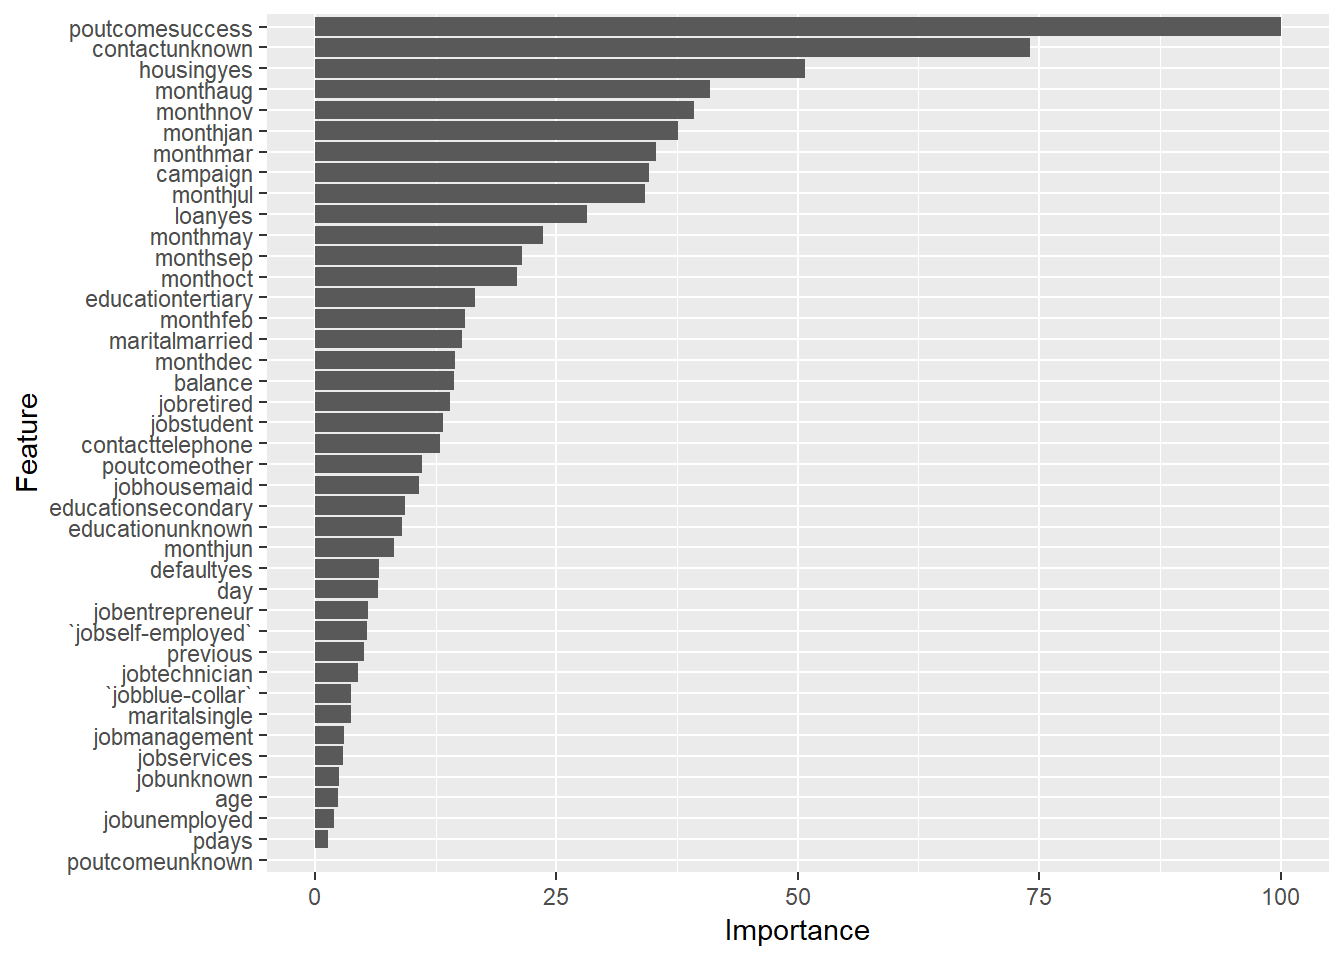 poutcomesuccess
contactunknown
housingyes
monthaug
monthnov
monthjan
monthmar
campaign
monthjul
loanyes
monthmay
monthsep
monthoct
educationtertiary
monthfeb
maritalmarried
monthdec
balance
jobretired
jobstudent
contacttelephone
poutcomeother
jobhousemaid
educationsecondary
educationunknown
monthjun
defaultyes
day
jobentrepreneur
`jobself-employed`
previous
jobtechnician
`jobblue-collar`
maritalsingle
jobmanagement
jobservices
jobunknown
age
jobunemployed
pdays
poutcomeunknown
Feature
0 25 50 75 100
Importance